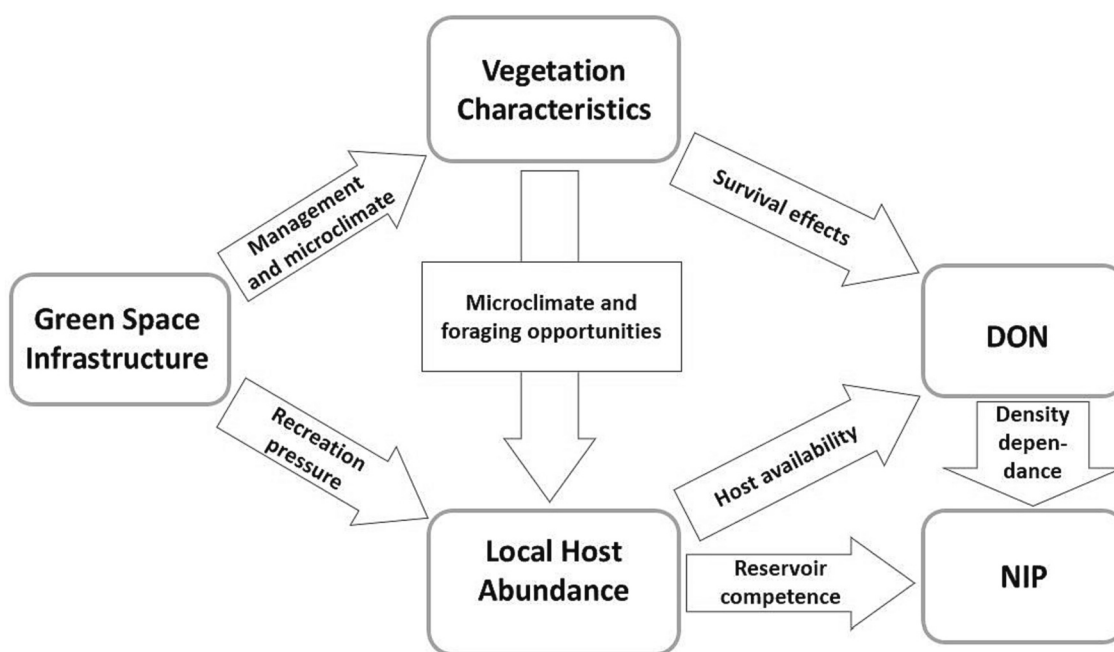 Vegetation
Characteristics
Management
and microclimate
Survival effects
Microclimate and
foraging opportunities
Green Space
Infrastructure
DON
Recreation
pressure
Host availability
Density
depen-
dance
Local Host
Abundance
Reservoir
competence
NIP